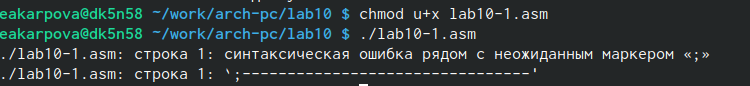 eakarpova@dk5n58 ~/work/arch-pc/lab10 $ chmod u+x lab10-1.asm
eakarpova@dk5n58 ~/work/arch-pc/lab10 $ ./lab10-1.asm
./lab10-1.asm: строка 1: синтаксическая ошибка рядом с неожиданным маркером «;»
./lab10-1.asm: строка 1: `;--------------------------------'